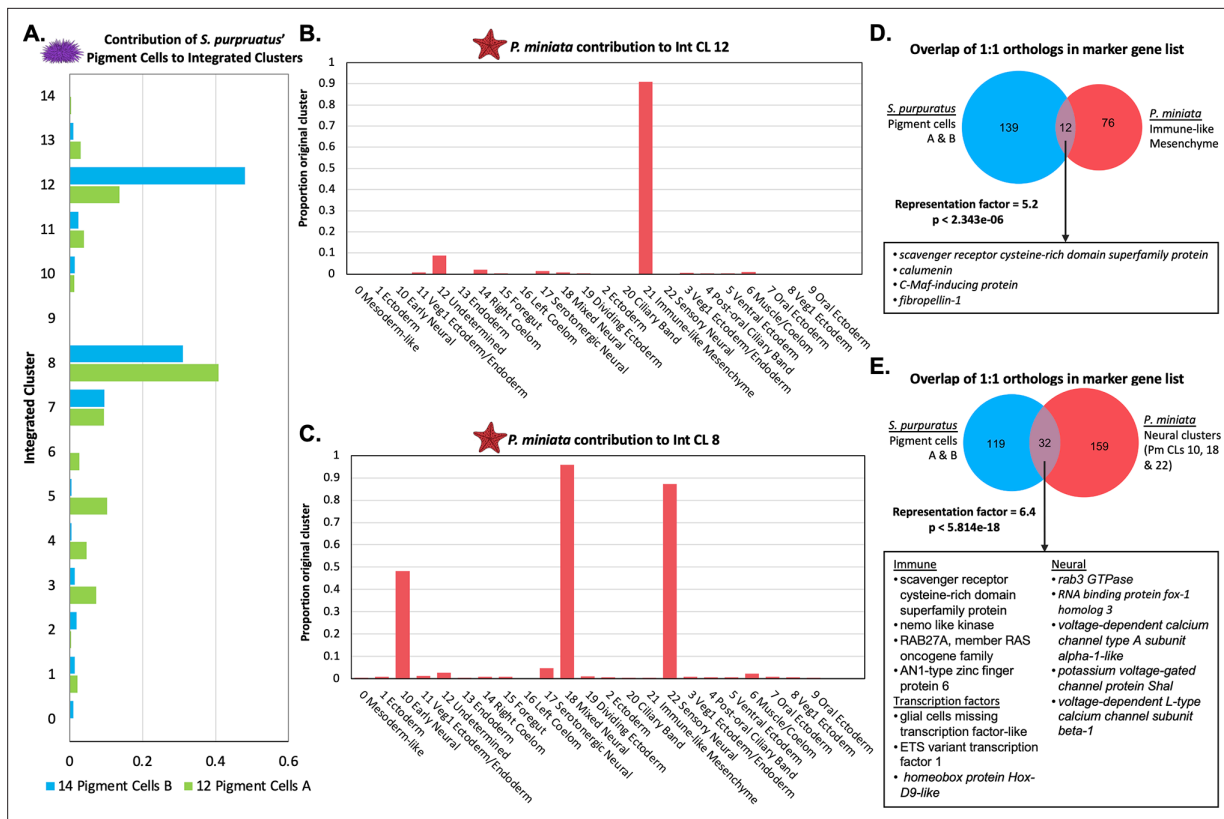 A.
Contribution of S. purpruatus'
Pigment Cells to Integrated Clusters
Integrated Cluster
14
13
12
11
10
9
8
7
6
5
4
3
2
1
0
0
0.2
0.4
0.6
14 Pigment Cells B
12 Pigment Cells A
B.
P. miniata contribution to Int CL 12
Proportion original cluster
1
0.9
0.8
0.7
0.6
0.5
0.4
0.3
0.2
0.1
0
0 Mesoderm-like
1 Ectoderm
10 Early Neural
11 Veg1 Ectoderm/Endoderm
12 Undetermined
13 Endoderm
14 Right Coelom
15 Foregut
16 Left Coelom
17 Serotonergic Neural
18 Mixed Neural
19 Dividing Ectoderm
2 Ectoderm
20 Ciliary Band
21 Immune-like Mesenchyme
22 Sensory Neural
3 Veg1 Ectoderm/Endoderm
4 Post-oral Ciliary Band
5 Ventral Ectoderm
6 Muscle/Coelom
7 Oral Ectoderm
8 Veg1 Ectoderm
9 Oral Ectoderm
C.
P. miniata contribution to Int CL 8
Proportion original cluster
1
0.9
0.8
0.7
0.6
0.5
0.4
0.3
0.2
0.1
0
0 Mesoderm-like
1 Ectoderm
10 Early Neural
11 Veg1 Ectoderm/Endoderm
12 Undetermined
13 Endoderm
14 Right Coelom
15 Foregut
16 Left Coelom
17 Serotonergic Neural
18 Mixed Neural
19 Dividing Ectoderm
2 Ectoderm
20 Ciliary Band
21 Immune-like Mesenchyme
22 Sensory Neural
3 Veg1 Ectoderm/Endoderm
4 Post-oral Ciliary Band
5 Ventral Ectoderm
6 Muscle/Coelom
7 Oral Ectoderm
8 Veg1 Ectoderm
9 Oral Ectoderm
D.
Overlap of 1:1 orthologs in marker gene list
S. purpuratus
Pigment cells
A & B
139
12
76
P. miniata
Immune-like
Mesenchyme
Representation factor = 5.2
p < 2.343e-06
• scavenger receptor cysteine-rich domain superfamily protein
• calumenin
• C-Maf-inducing protein
• fibropellin-1
E.
Overlap of 1:1 orthologs in marker gene list
S. purpuratus
Pigment cells
A & B
119
32
159
P. miniata
Neural clusters
(Pm CLs 10, 18
& 22)
Representation factor = 6.4
p < 5.814e-18
Immune
• scavenger receptor
cysteine-rich domain
superfamily protein
• nemo like kinase
• RAB27A, member RAS
oncogene family
• AN1-type zinc finger
protein 6
Transcription factors
• glial cells missing
transcription factor-like
• ETS variant transcription
factor 1
• homeobox protein Hox-
D9-like
Neural
• rab3 GTPase
• RNA binding protein fox-1
homolog 3
• voltage-dependent calcium
channel type A subunit
alpha-1-like
• potassium voltage-gated
channel protein Shal
• voltage-dependent L-type
calcium channel subunit
beta-1